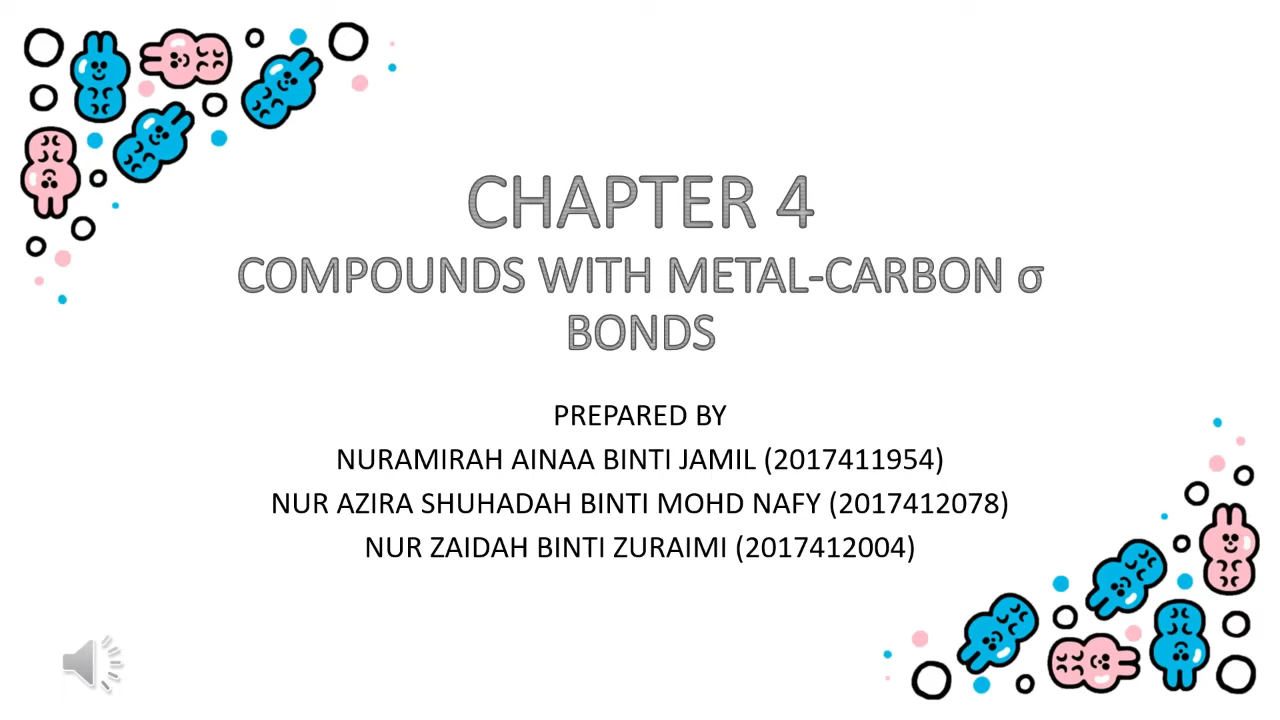 CHAPTER 4
COMPOUNDS WITH METAL-CARBON σ
BONDS
PREPARED BY
NURAMIRAH AINAA BINTI JAMIL (2017411954)
NUR AZIRA SHUHADAH BINTI MOHD NAFY (2017412078)
NUR ZAIDAH BINTI ZURAIMI (2017412004)